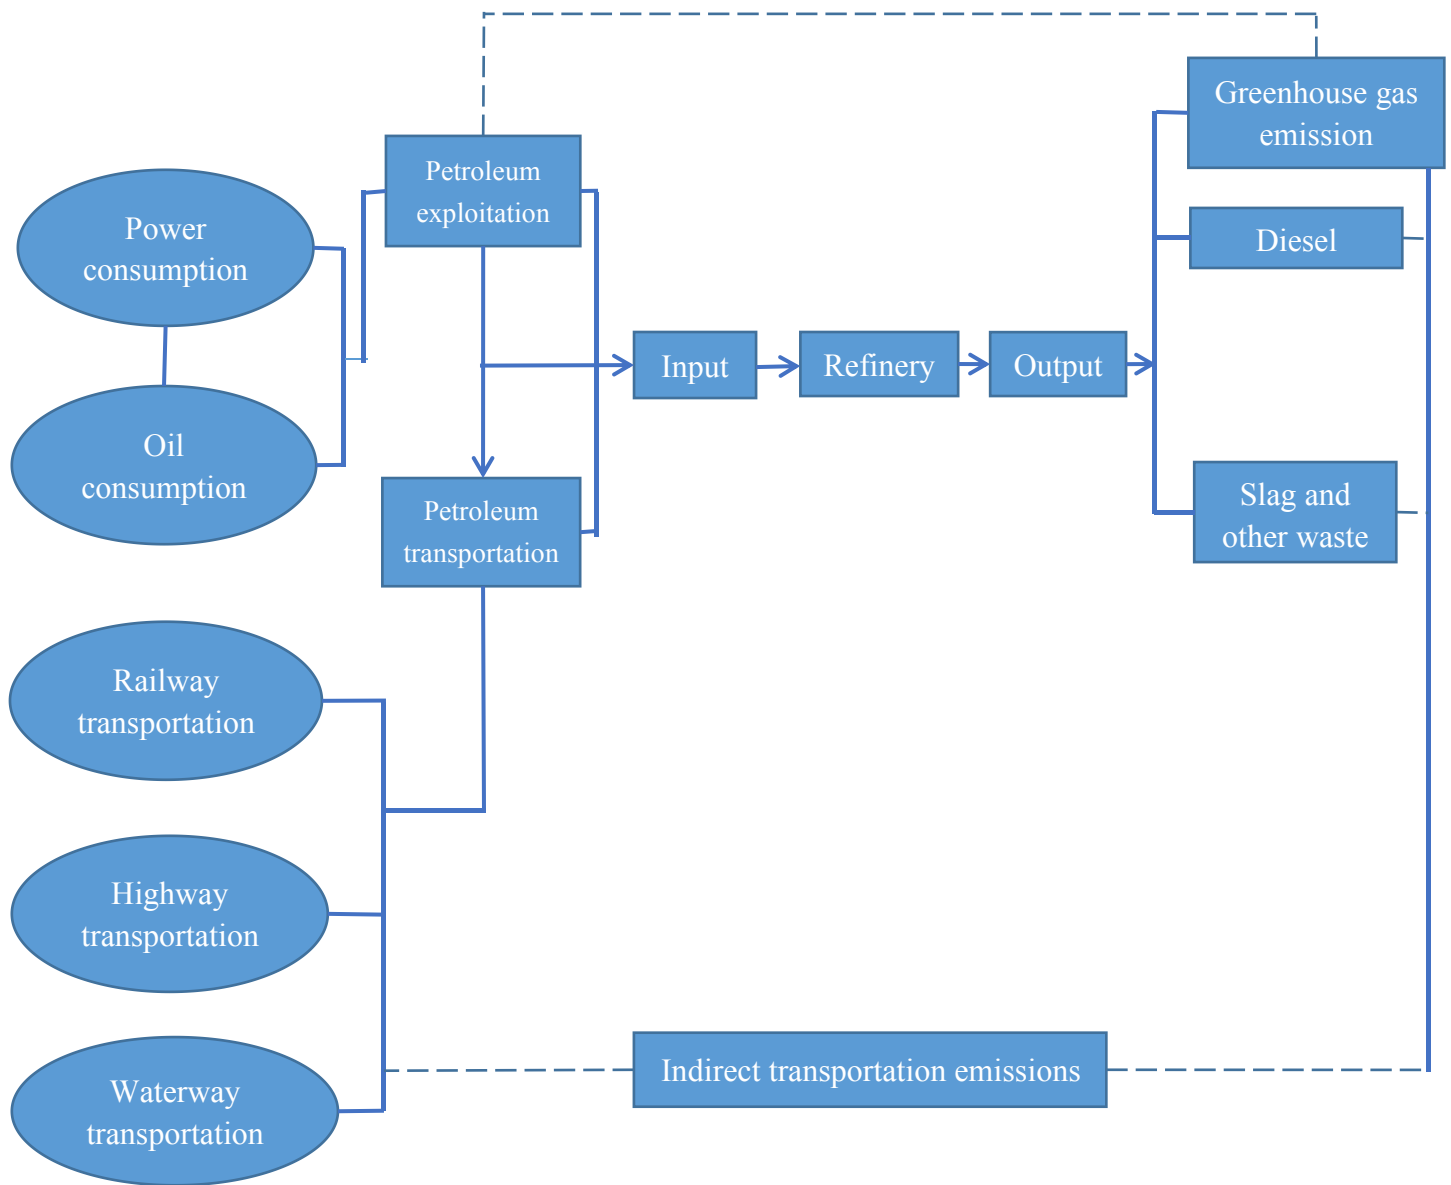 Greenhouse gas
emission
Petroleum
exploitation
Power
consumption
Diesel
Input
Refinery
Output
Oil
consumption
Petroleum
transportation
Slag and
other waste
Railway
transportation
Highway
transportation
Indirect transportation emissions
Waterway
transportation